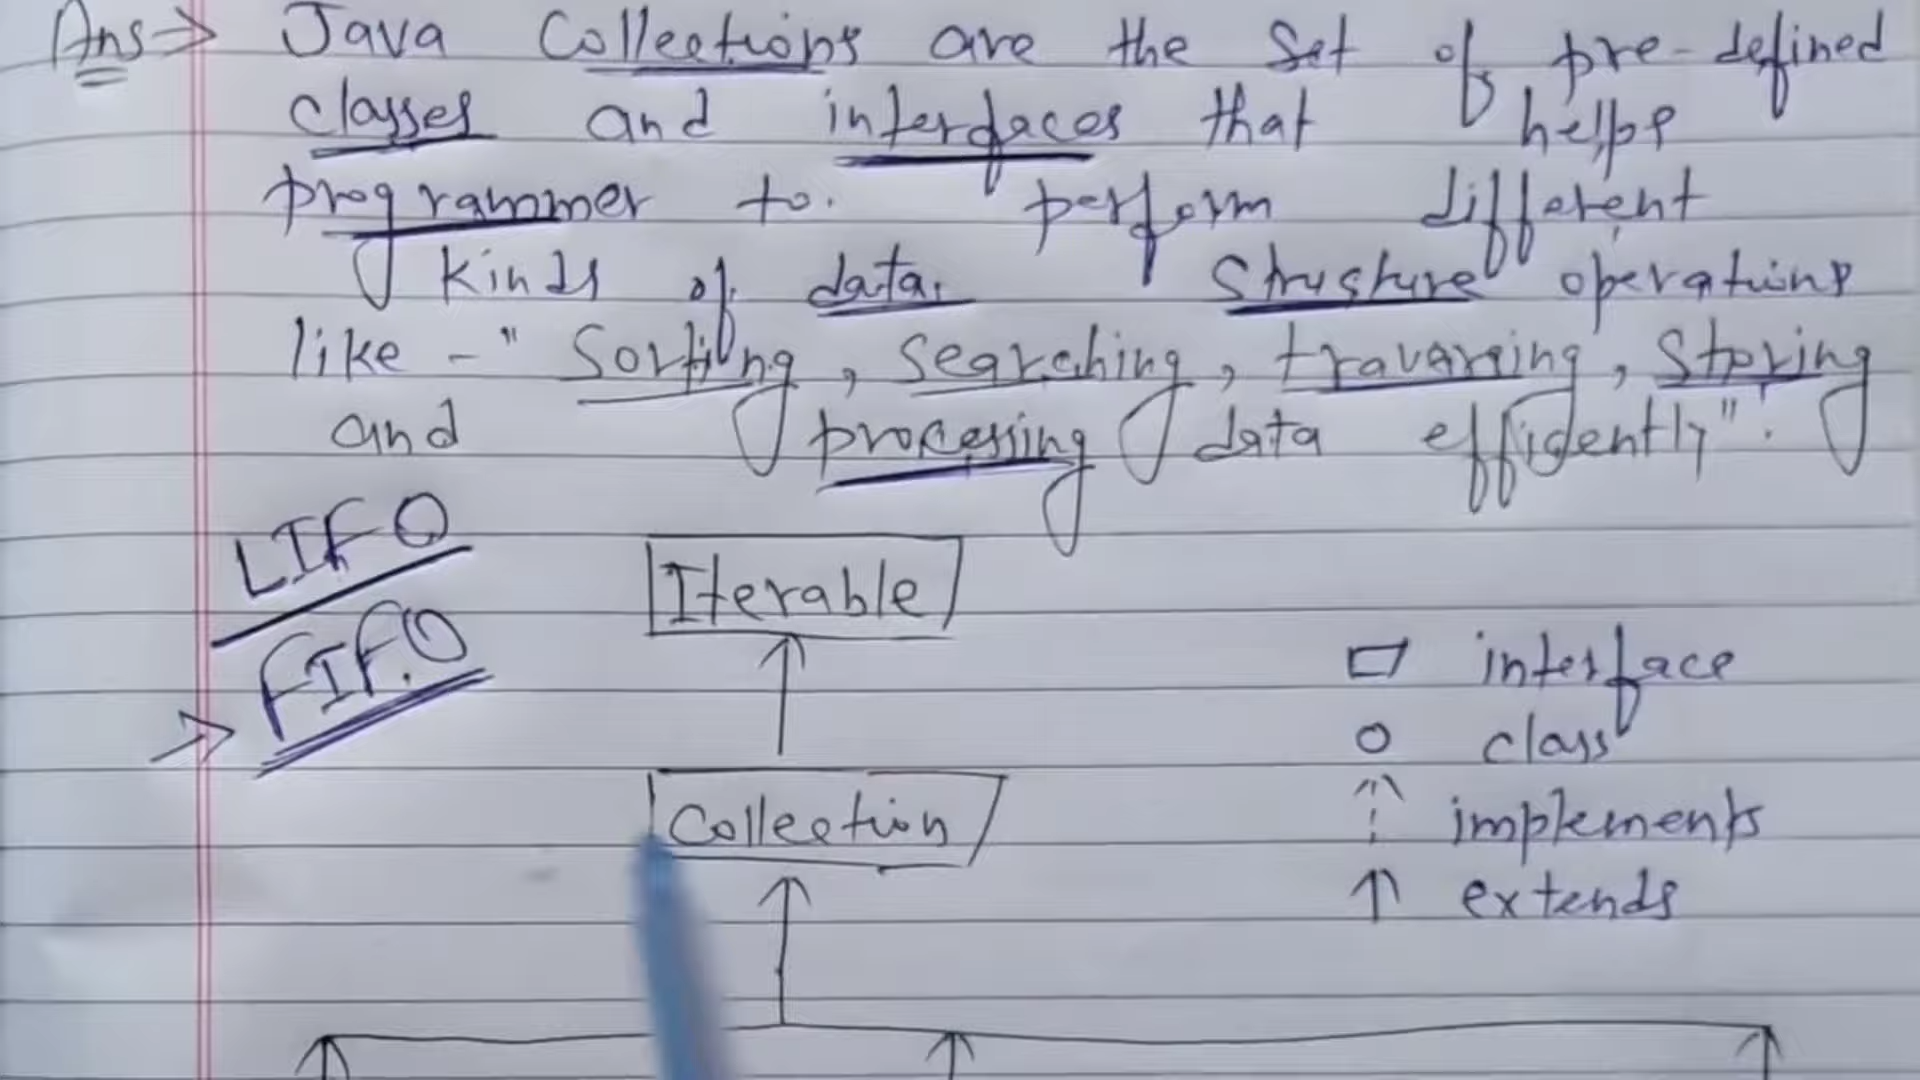 Ans → Java Collections are the set of pre-defined
classes and interfaces that helps
programmer to perform different
kinds of data structure operations
like - " Sorting, Searching, travarsing, Storing
and processing data efficiently".
LIFO
FIFO
Iterable
Collection
interface
class
implements
extends